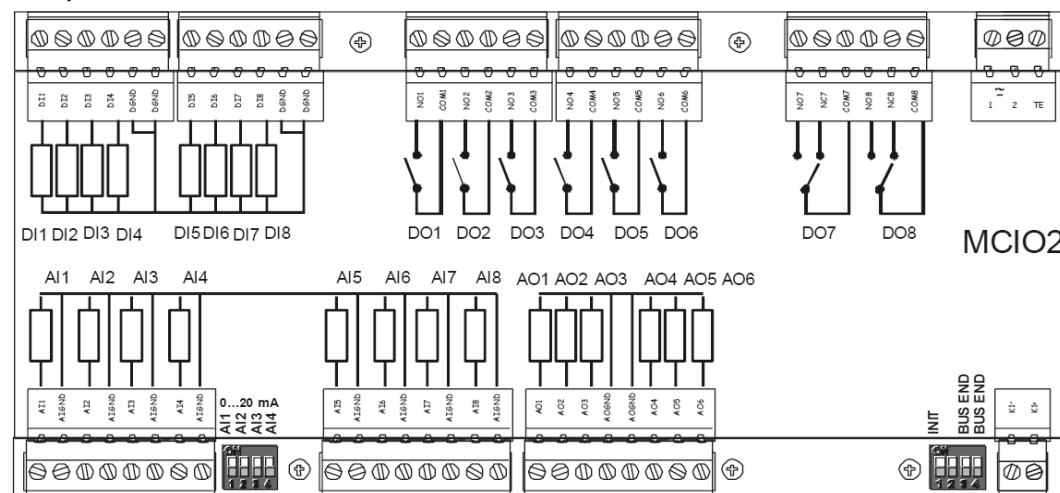 DI1 DI2 DI3 DI4 DGND DGND DI5 DI6 DI7 DI8 DGND DGND NO1 COM1 NO2 COM2 NO3 COM3 NO4 COM4 NO5 COM5 NO6 COM6 NO7 NC7 COM7 NO8 NC8 COM8 1 ≂ 2 TE
DI1 DI2 DI3 DI4 DI5 DI6 DI7 DI8 DO1 DO2 DO3 DO4 DO5 DO6 DO7 DO8
MCIO2
AI1 AI2 AI3 AI4 AI5 AI6 AI7 AI8 AO1 AO2 AO3 AO4 AO5 AO6
AI1 AIGND AI2 AIGND AI3 AIGND AI4 AIGND
0...20 mA
AI1
AI2
AI3
AI4
AI5 AIGND AI6 AIGND AI7 AIGND AI8 AIGND
AO1 AO2 AO3 AOGND AOGND AO4 AO5 AO6
INIT
BUS END
BUS END
K1- K1+
ON
1 2 3 4
ON
1 2 3 4